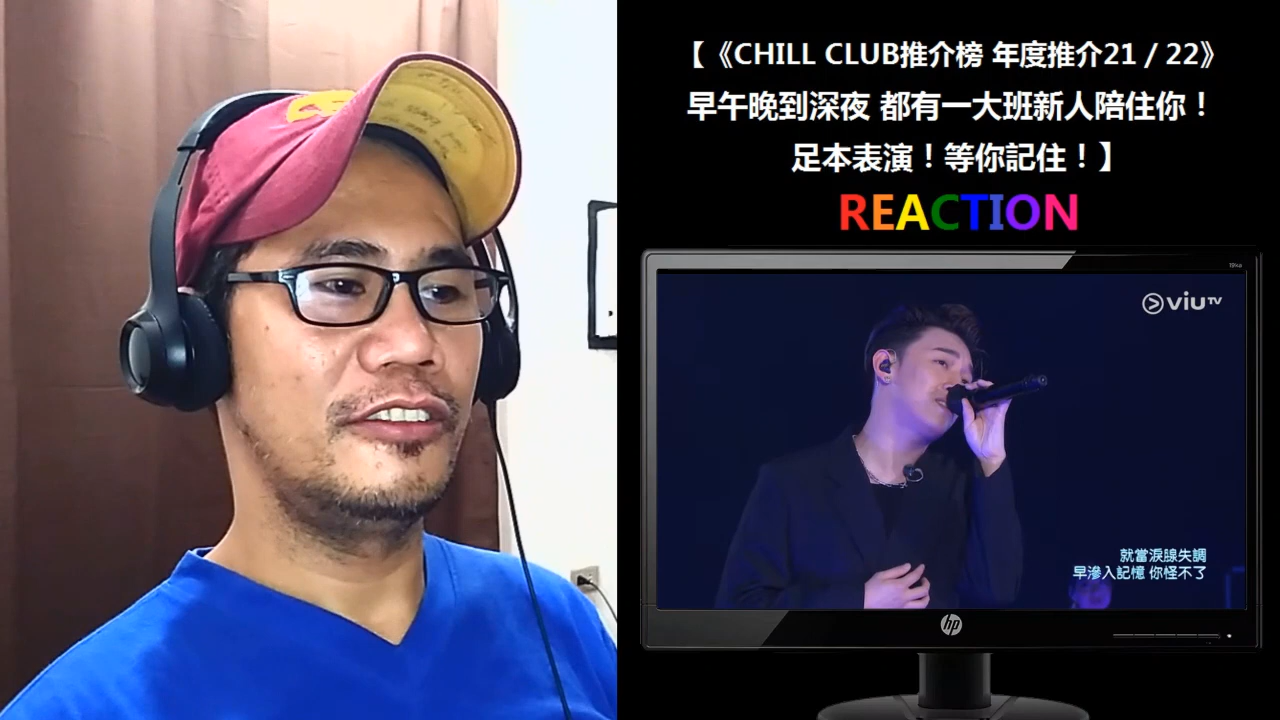 【《CHILL CLUB推介榜 年度推介21 / 22》
早午晚到深夜 都有一大班新人陪住你！
足本表演！等你記住！】
REACTION
viuTV
就當淚腺失調
早滲入記憶 你怪不了
hp